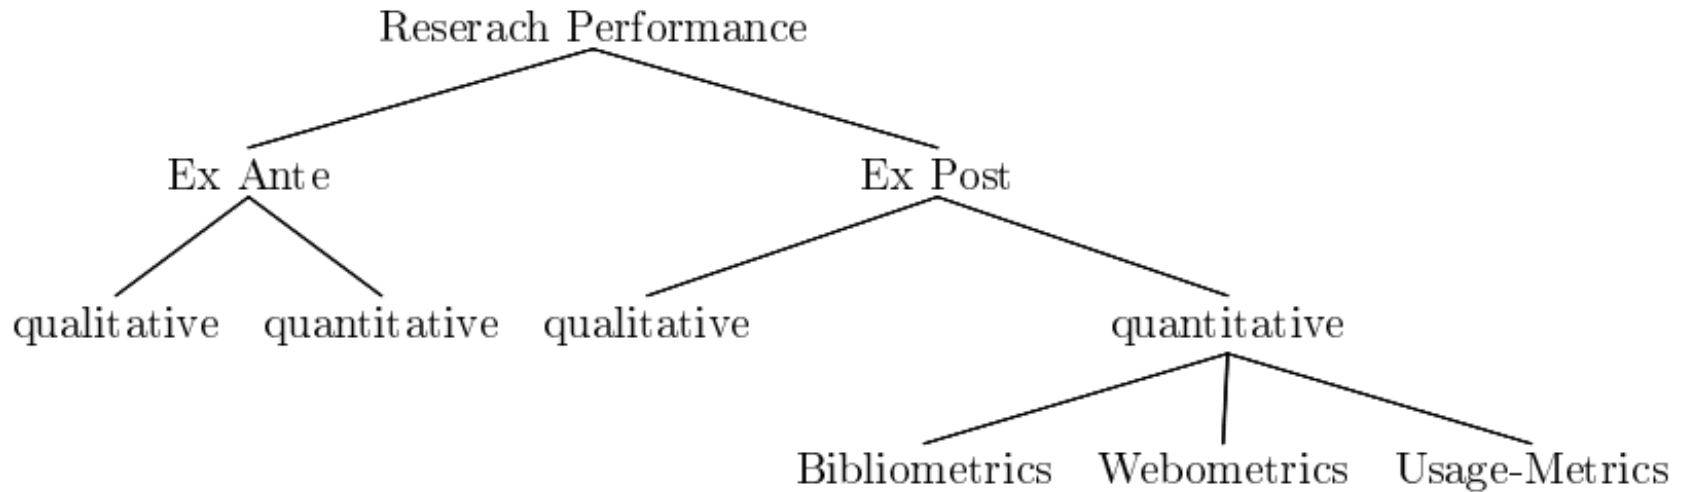 Reserach Performance
Ex Ante
Ex Post
qualitative
quantitative
qualitative
quantitative
Bibliometrics
Webometrics
Usage-Metrics